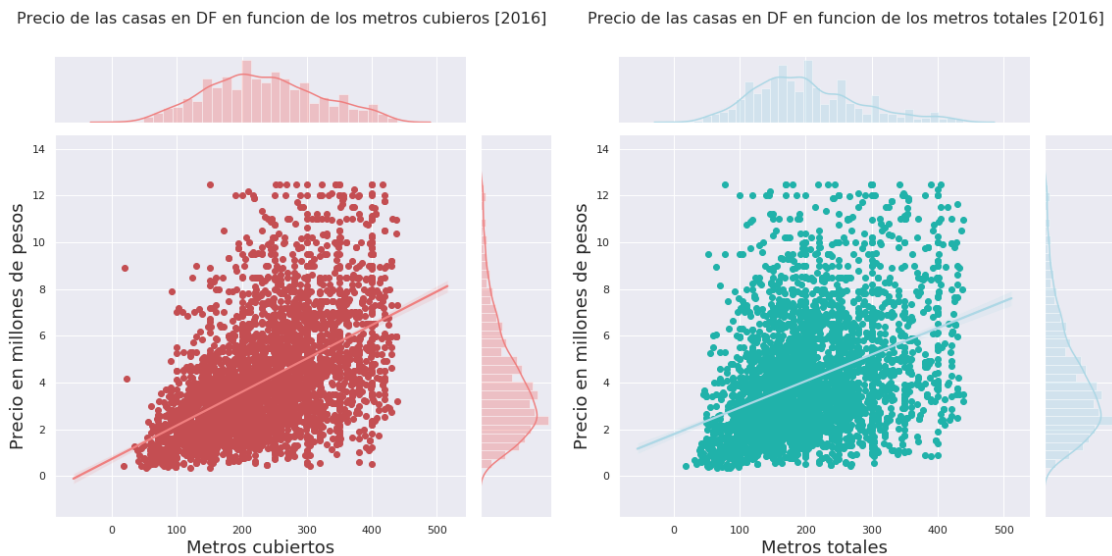 Precio de las casas en DF en funcion de los metros cubieros [2016]
14
12
10
8
6
4
2
0
Precio en millones de pesos
0 100 200 300 400 500
Metros cubiertos
Precio de las casas en DF en funcion de los metros totales [2016]
14
12
10
8
6
4
2
0
Precio en millones de pesos
0 100 200 300 400 500
Metros totales